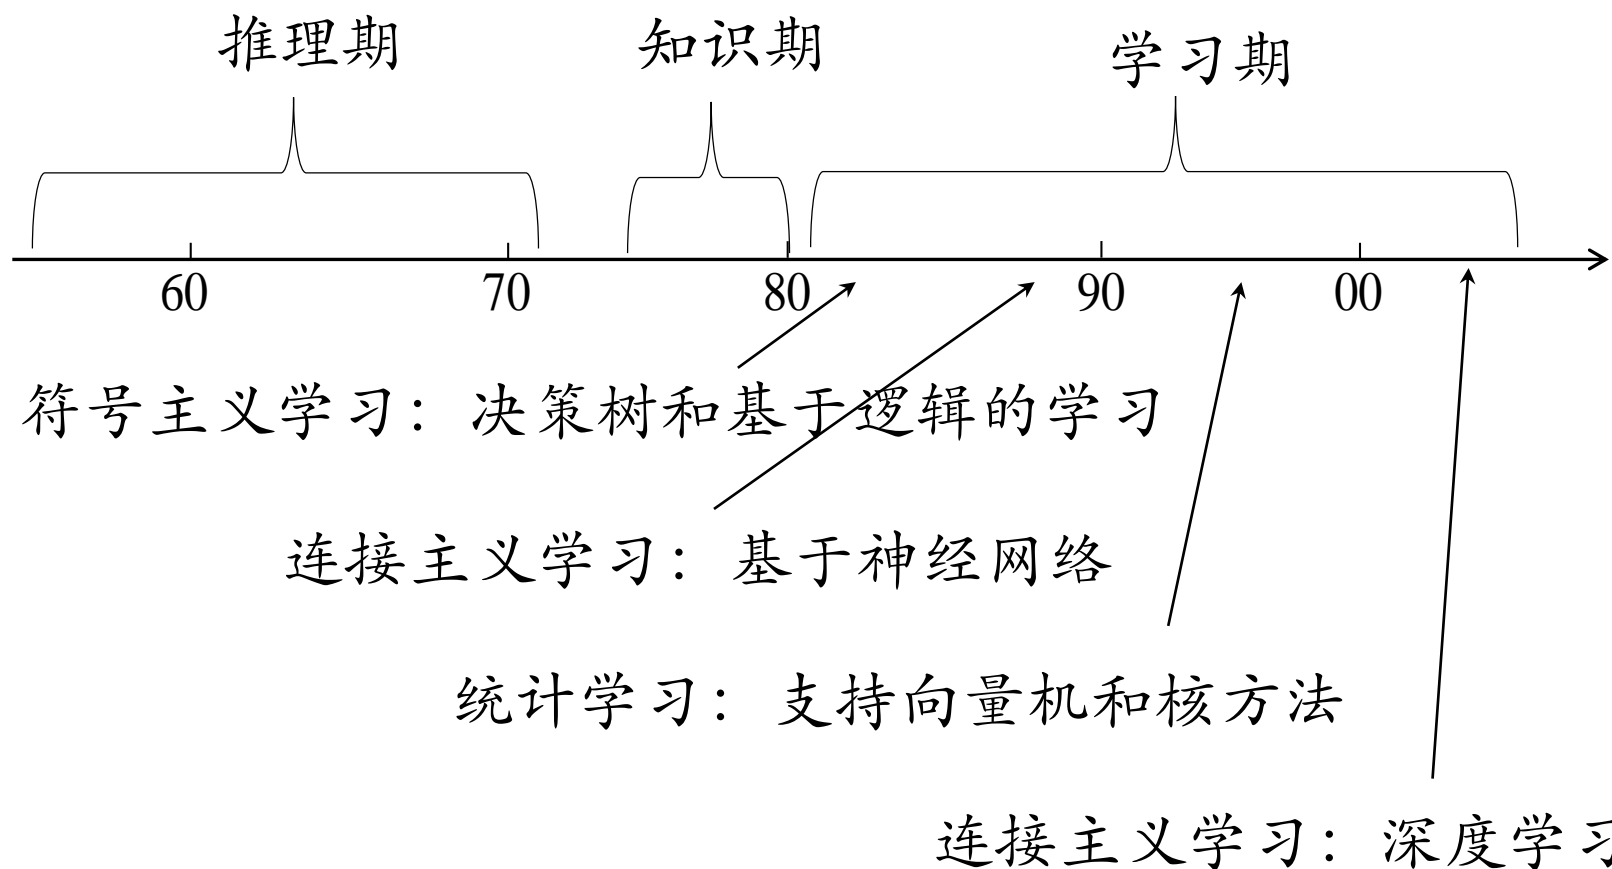 推理期 知识期 学习期
60 70 80 90 00
符号主义学习：决策树和基于逻辑的学习
连接主义学习：基于神经网络
统计学习：支持向量机和核方法
连接主义学习：深度学习